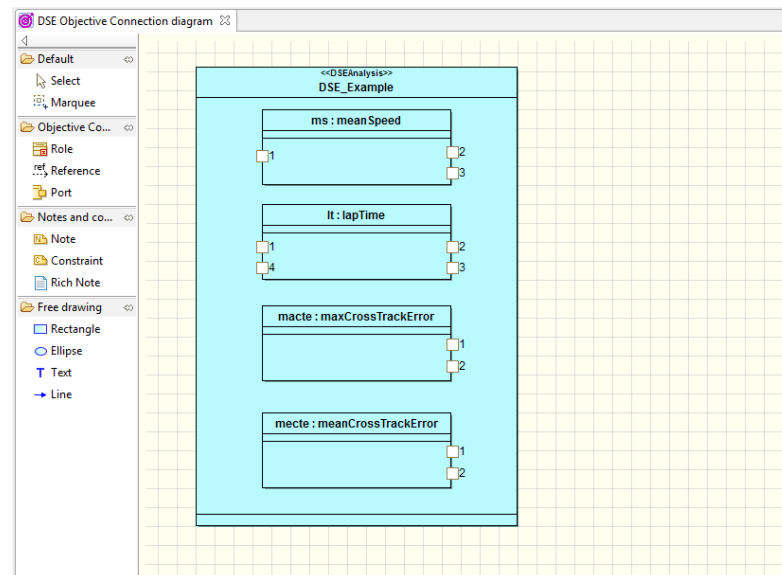 DSE Objective Connection diagram
Default
Select
Marquee
Objective Co...
Role
ref Reference
Port
Notes and co...
Note
Constraint
Rich Note
Free drawing
Rectangle
Ellipse
T Text
Line
<<DSEAnalysis>>
DSE_Example
ms : meanSpeed
1
2
3
lt : lapTime
1
2
4
3
macte : maxCrossTrackError
1
2
mecte : meanCrossTrackError
1
2